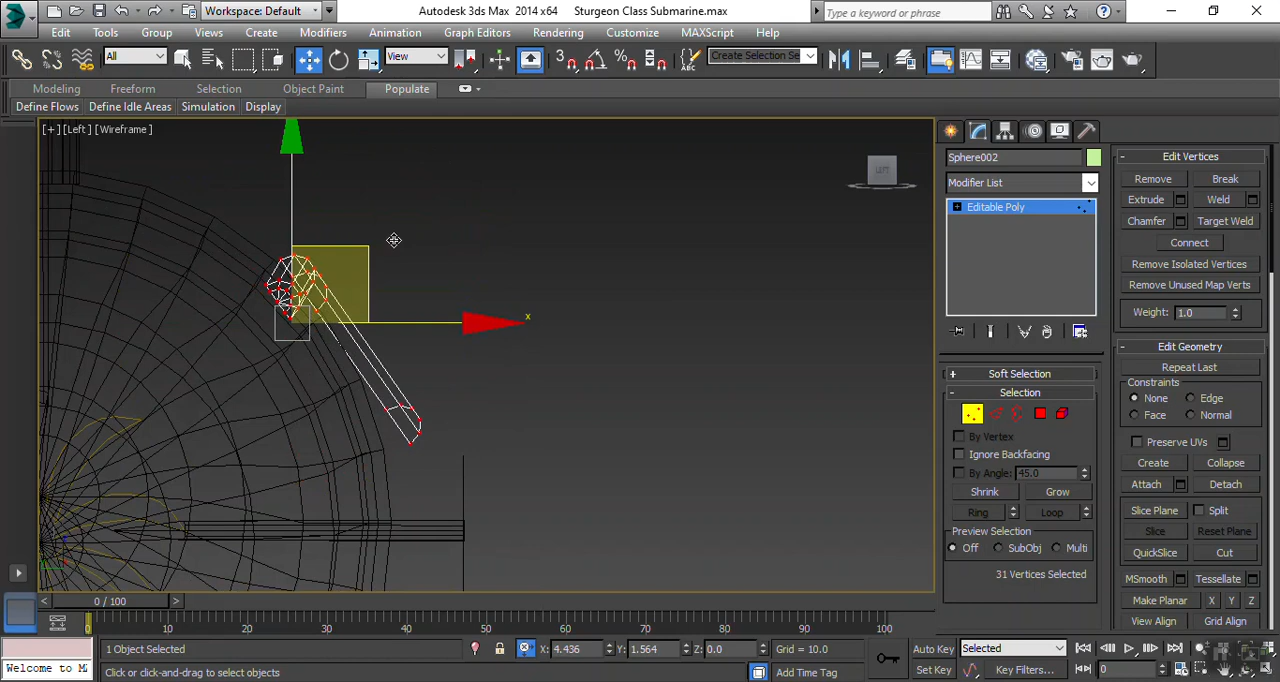 Workspace: Default
Autodesk 3ds Max 2014 x64
Sturgeon Class Submarine.max
Type a keyword or phrase
Edit Tools Group Views Create Modifiers Animation Graph Editors Rendering Customize MAXScript Help
All
View
3
Create Selection Se
Modeling Freeform Selection Object Paint Populate
Define Flows Define Idle Areas Simulation Display
[+] [Left] [Wireframe]
LEFT
x
Sphere002
Modifier List
Editable Poly
Soft Selection
Selection
By Vertex
Ignore Backfacing
By Angle: 45.0
Shrink Grow
Ring Loop
Preview Selection
Off SubObj Multi
31 Vertices Selected
Edit Vertices
Remove Break
Extrude Weld
Chamfer Target Weld
Connect
Remove Isolated Vertices
Remove Unused Map Verts
Weight: 1.0
Edit Geometry
Repeat Last
Constraints
None Edge
Face Normal
Preserve UVs
Create Collapse
Attach Detach
Slice Plane Split
Slice Reset Plane
QuickSlice Cut
MSmooth Tessellate
Make Planar X Y Z
View Align Grid Align
0 / 100
10 20 30 40 50 60 70 80 90 100
0
1 Object Selected
X: 4.436 Y: 1.564 Z: 0.0 Grid = 10.0
Auto Key Selected
Welcome to M
Click or click-and-drag to select objects
Add Time Tag
Set Key Key Filters...
0